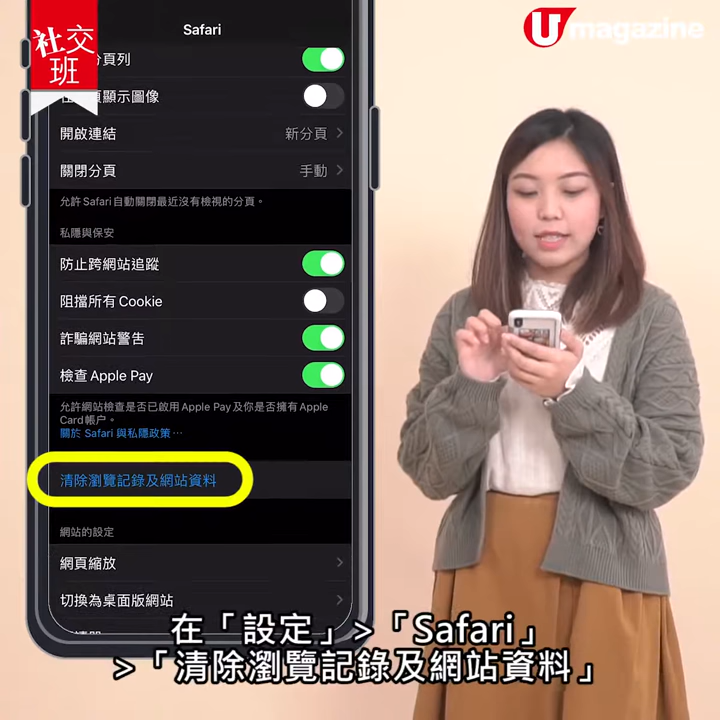 社交班
U magazine
Safari
分頁列
顯示圖像
開啟連結 新分頁
關閉分頁 手動
允許 Safari 自動關閉最近沒有檢視的分頁。
私隱與保安
防止跨網站追蹤
阻擋所有 Cookie
詐騙網站警告
檢查 Apple Pay
允許網站檢查是否已啟用 Apple Pay 及你是否擁有 Apple
Card 帳户。
關於 Safari 與私隱政策…
清除瀏覽記錄及網站資料
網站的設定
網頁縮放
切換為桌面版網站
在「設定」>「Safari」
>「清除瀏覽記錄及網站資料」